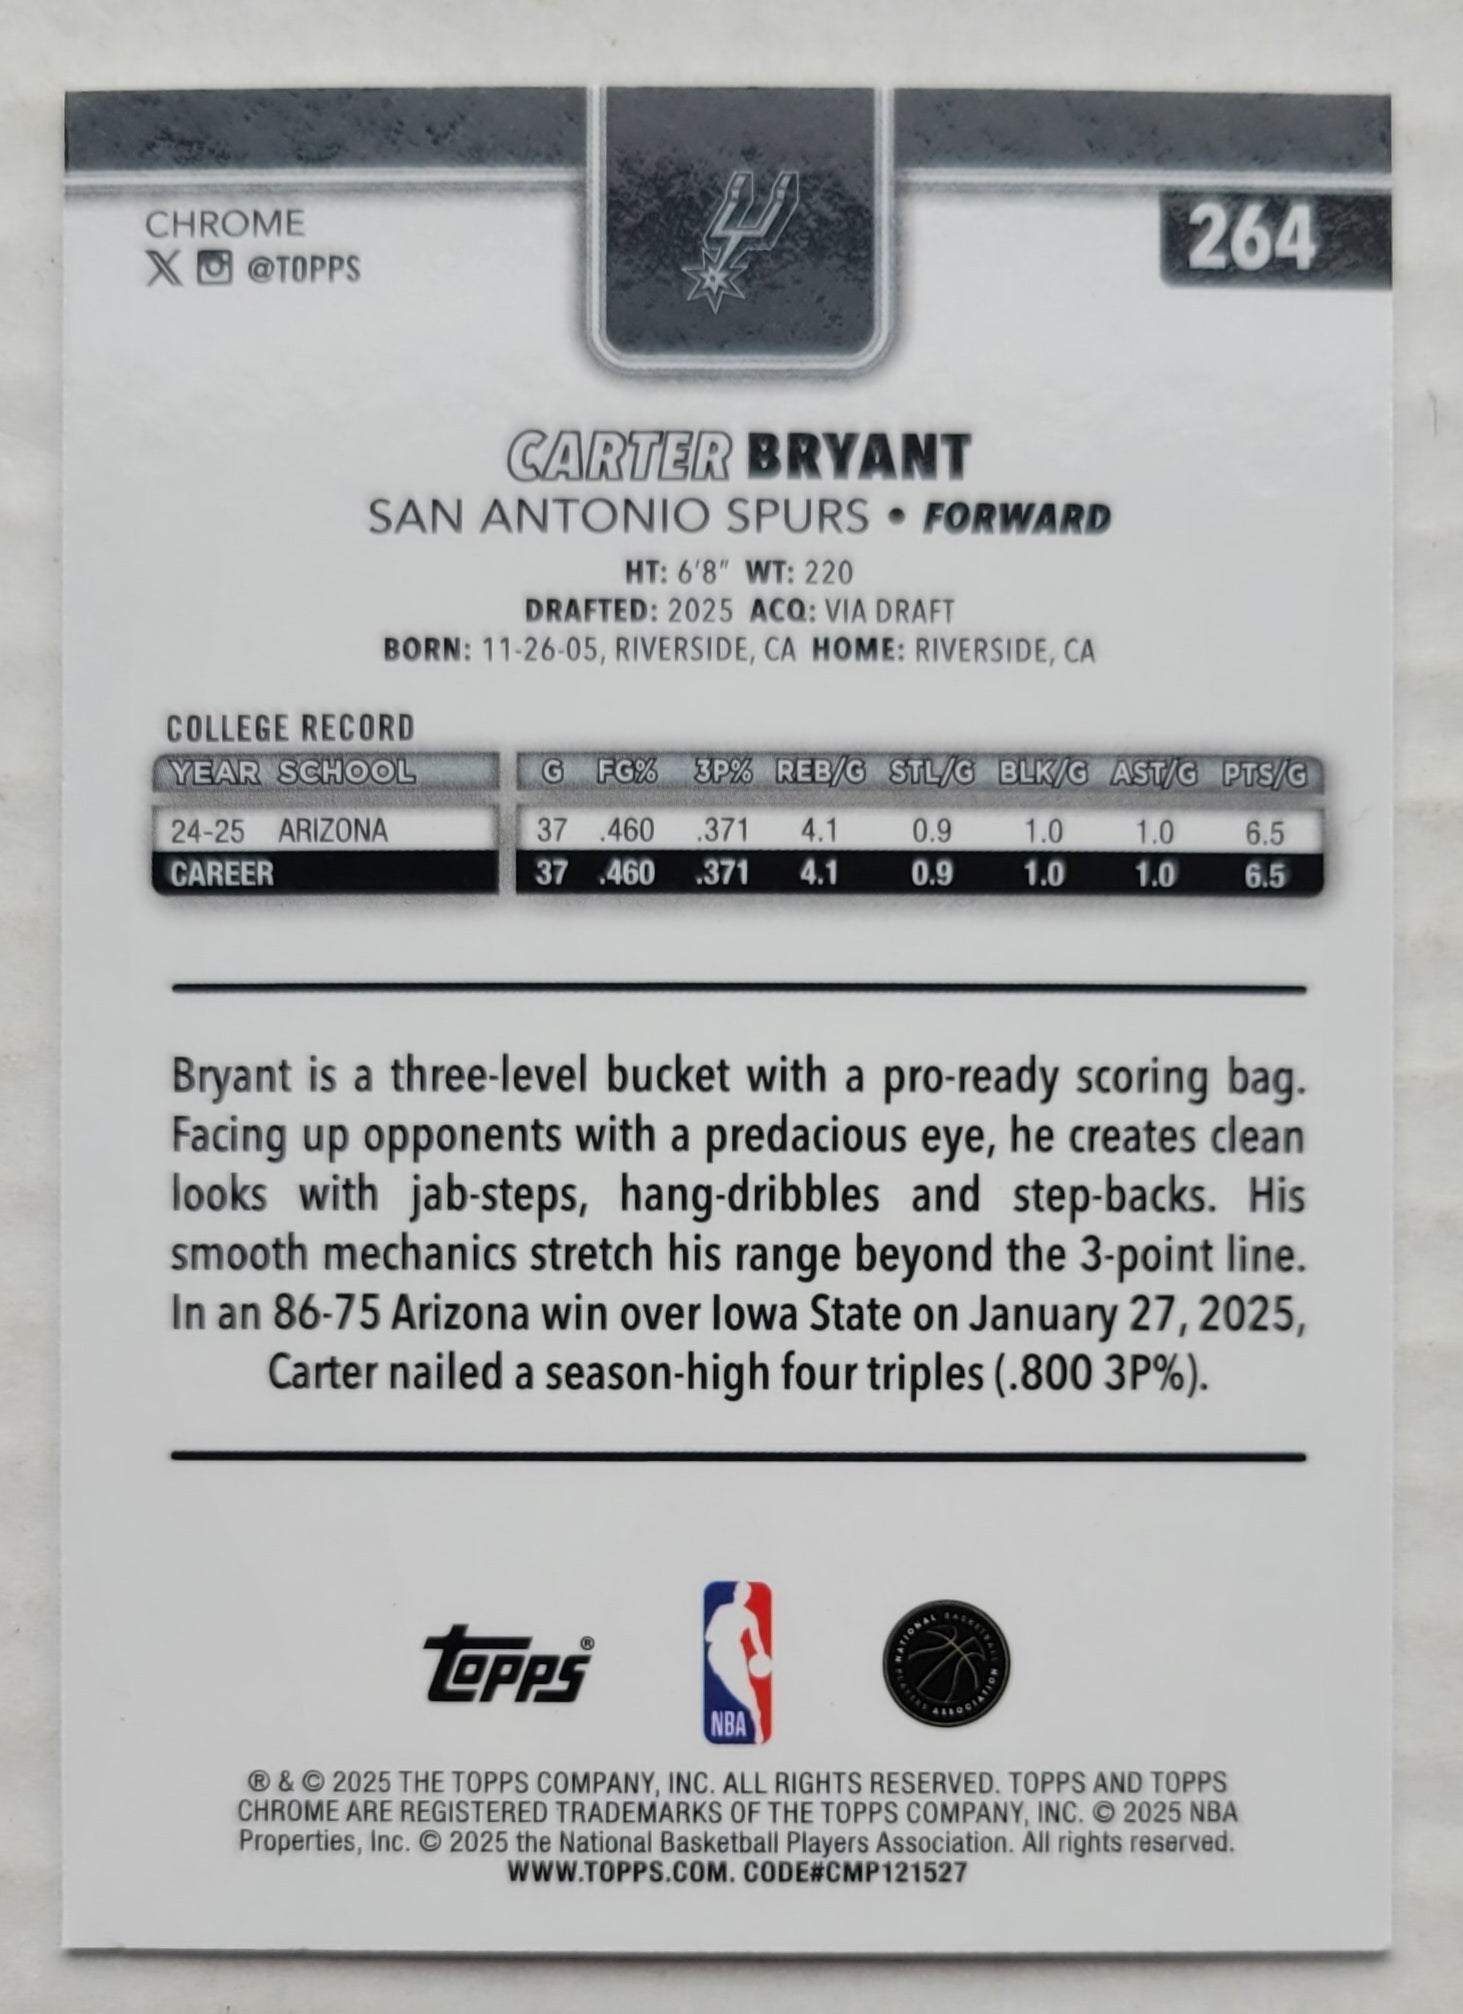 CHROME
X @TOPPS
264
CARTER BRYANT
SAN ANTONIO SPURS • FORWARD
HT: 6'8" WT: 220
DRAFTED: 2025 ACQ: VIA DRAFT
BORN: 11-26-05, RIVERSIDE, CA HOME: RIVERSIDE, CA
COLLEGE RECORD
YEAR SCHOOL G FG% 3P% REB/G STL/G BLK/G AST/G PTS/G
24-25 ARIZONA 37 .460 .371 4.1 0.9 1.0 1.0 6.5
CAREER 37 .460 .371 4.1 0.9 1.0 1.0 6.5
Bryant is a three-level bucket with a pro-ready scoring bag.
Facing up opponents with a predacious eye, he creates clean
looks with jab-steps, hang-dribbles and step-backs. His
smooth mechanics stretch his range beyond the 3-point line.
In an 86-75 Arizona win over Iowa State on January 27, 2025,
Carter nailed a season-high four triples (.800 3P%).
Topps®
NBA
NATIONAL BASKETBALL PLAYERS ASSOCIATION
® & © 2025 THE TOPPS COMPANY, INC. ALL RIGHTS RESERVED. TOPPS AND TOPPS
CHROME ARE REGISTERED TRADEMARKS OF THE TOPPS COMPANY, INC. © 2025 NBA
Properties, Inc. © 2025 the National Basketball Players Association. All rights reserved.
WWW.TOPPS.COM. CODE#CMP121527